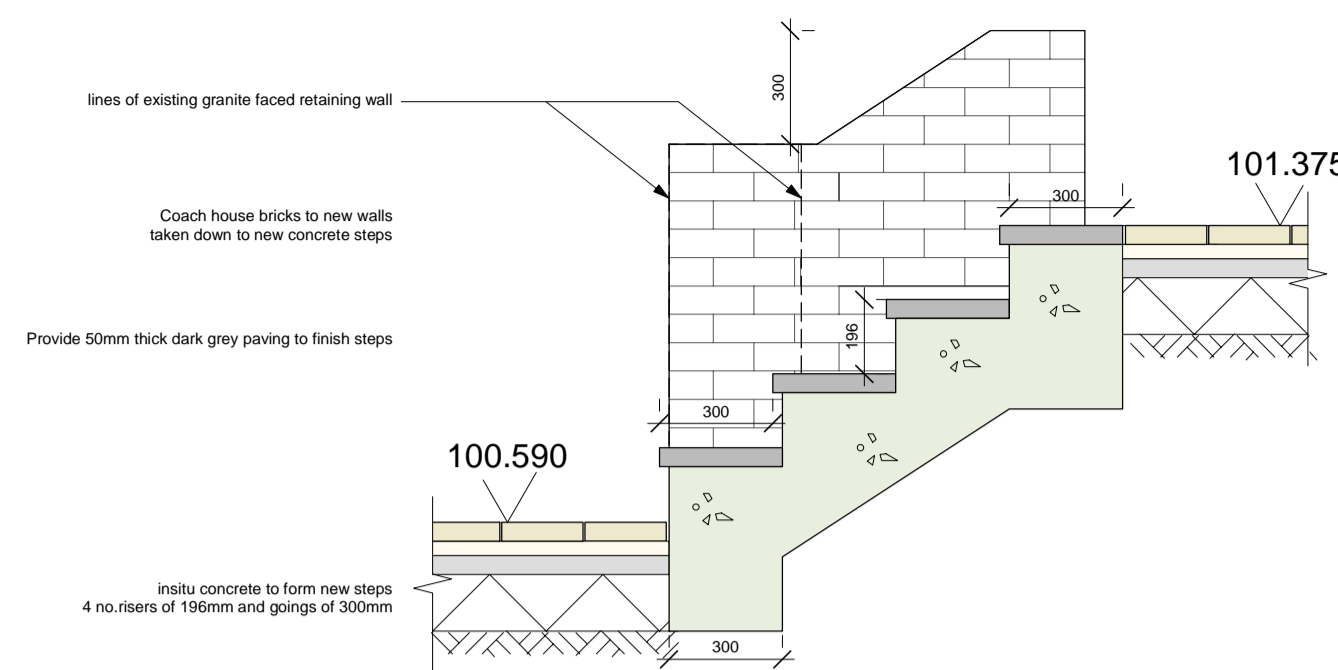 300
lines of existing granite faced retaining wall
101.375
300
Coach house bricks to new walls
taken down to new concrete steps
196
Provide 50mm thick dark grey paving to finish steps
300
100.590
insitu concrete to form new steps
4 no.risers of 196mm and goings of 300mm
300